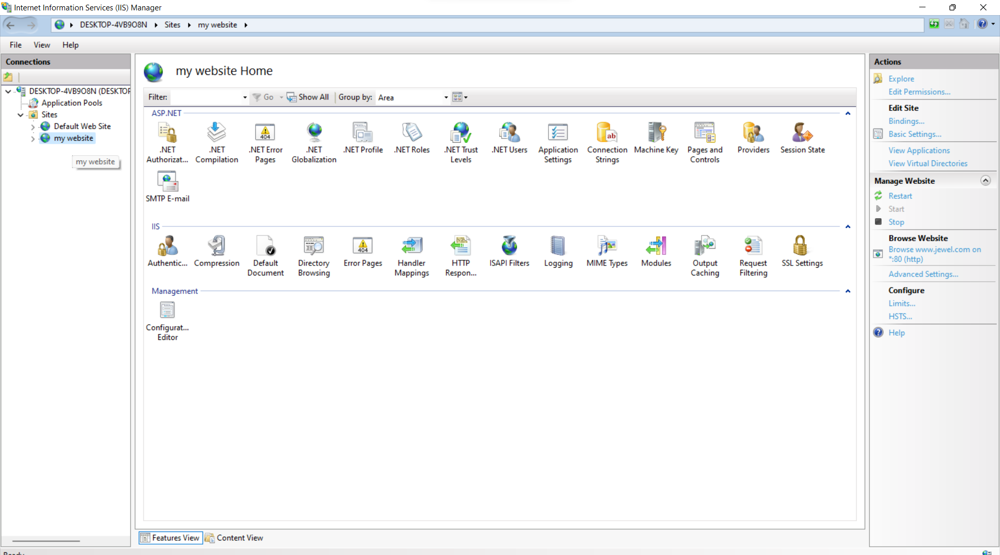 Internet Information Services (IIS) Manager
DESKTOP-4VB9O8N Sites my website
File View Help
Connections
DESKTOP-4VB9O8N (DESKTOP
Application Pools
Sites
Default Web Site
my website
my website
my website Home
Filter: Go Show All Group by: Area
ASP.NET
.NET Authorizat...
.NET Compilation
.NET Error Pages
.NET Globalization
.NET Profile
.NET Roles
.NET Trust Levels
.NET Users
Application Settings
Connection Strings
Machine Key
Pages and Controls
Providers
Session State
SMTP E-mail
IIS
Authentic...
Compression
Default Document
Directory Browsing
Error Pages
Handler Mappings
HTTP Respon...
ISAPI Filters
Logging
MIME Types
Modules
Output Caching
Request Filtering
SSL Settings
Management
Configurat... Editor
Features View Content View
Actions
Explore
Edit Permissions...
Edit Site
Bindings...
Basic Settings...
View Applications
View Virtual Directories
Manage Website
Restart
Start
Stop
Browse Website
Browse www.jewel.com on
*:80 (http)
Advanced Settings...
Configure
Limits...
HSTS...
Help
Ready